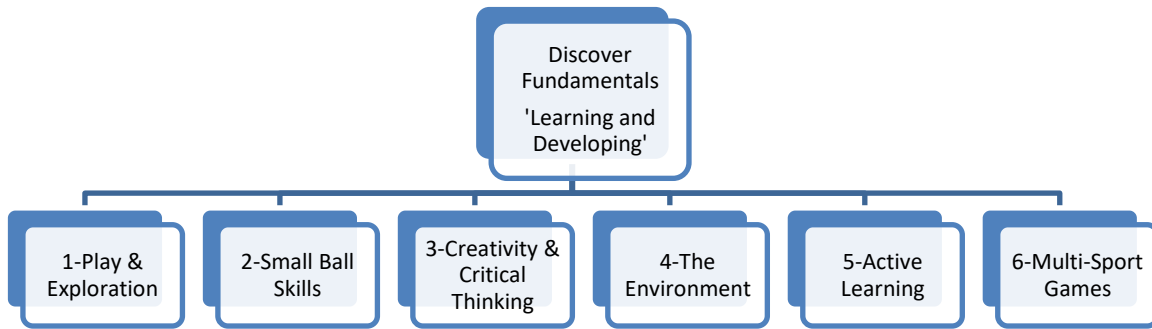 Discover
Fundamentals
'Learning and
Developing'
1-Play &
Exploration
2-Small Ball
Skills
3-Creativity &
Critical
Thinking
4-The
Environment
5-Active
Learning
6-Multi-Sport
Games